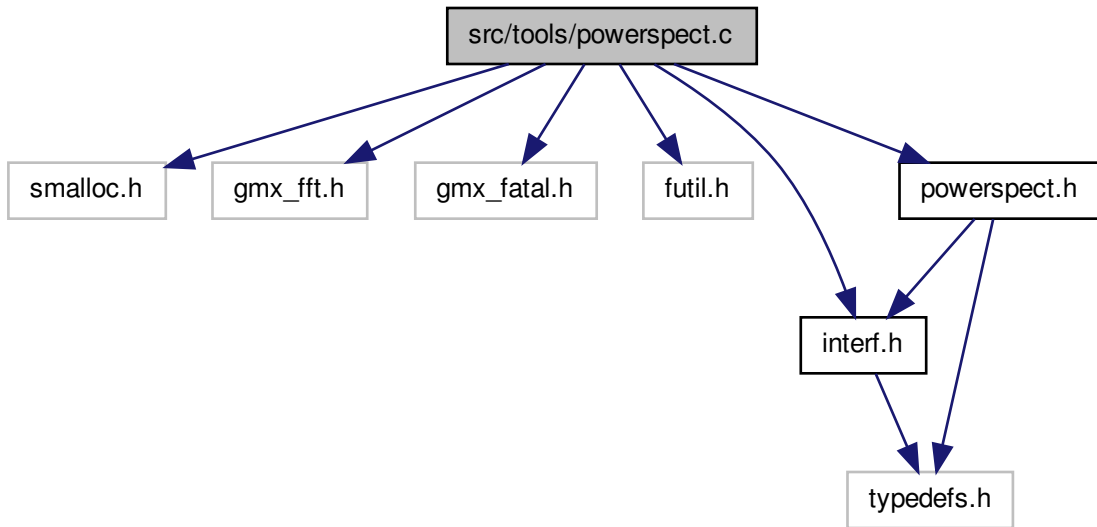 src/tools/powerspect.c
smalloc.h
gmx_fft.h
gmx_fatal.h
futil.h
powerspect.h
interf.h
typedefs.h